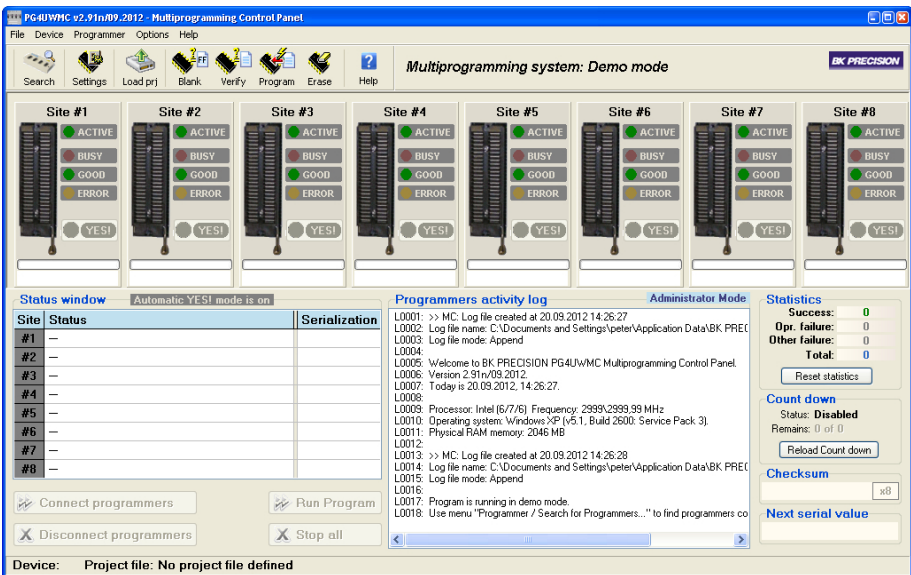 PG4UWMC v2.91n/09.2012 - Multiprogramming Control Panel
File Device Programmer Options Help
Search Settings Load prj Blank Verify Program Erase Help
Multiprogramming system: Demo mode
BK PRECISION
Site #1 Site #2 Site #3 Site #4 Site #5 Site #6 Site #7 Site #8
ACTIVE ACTIVE ACTIVE ACTIVE ACTIVE ACTIVE ACTIVE ACTIVE
BUSY BUSY BUSY BUSY BUSY BUSY BUSY BUSY
GOOD GOOD GOOD GOOD GOOD GOOD GOOD GOOD
ERROR ERROR ERROR ERROR ERROR ERROR ERROR ERROR
YES! YES! YES! YES! YES! YES! YES! YES!
Status window Automatic YES! mode is on
Site Status Serialization
#1 —
#2 —
#3 —
#4 —
#5 —
#6 —
#7 —
#8 —
Connect programmers Run Program
Disconnect programmers Stop all
Programmers activity log Administrator Mode
L0001: >> MC: Log file created at 20.09.2012 14:26:27
L0002: Log file name: C:\Documents and Settings\peter\Application Data\BK PREC
L0003: Log file mode: Append
L0004:
L0005: Welcome to BK PRECISION PG4UWMC Multiprogramming Control Panel.
L0006: Version 2.91n/09.2012.
L0007: Today is 20.09.2012, 14:26:27.
L0008:
L0009: Processor: Intel (6/7/6) Frequency: 2999\2999,99 MHz
L0010: Operating system: Windows XP (v5.1, Build 2600: Service Pack 3).
L0011: Physical RAM memory: 2046 MB
L0012:
L0013: >> MC: Log file created at 20.09.2012 14:26:28
L0014: Log file name: C:\Documents and Settings\peter\Application Data\BK PREC
L0015: Log file mode: Append
L0016:
L0017: Program is running in demo mode.
L0018: Use menu "Programmer / Search for Programmers..." to find programmers co
Statistics
Success: 0
Opr. failure: 0
Other failure: 0
Total: 0
Reset statistics
Count down
Status: Disabled
Remains: 0 of 0
Reload Count down
Checksum
x8
Next serial value
Device: Project file: No project file defined